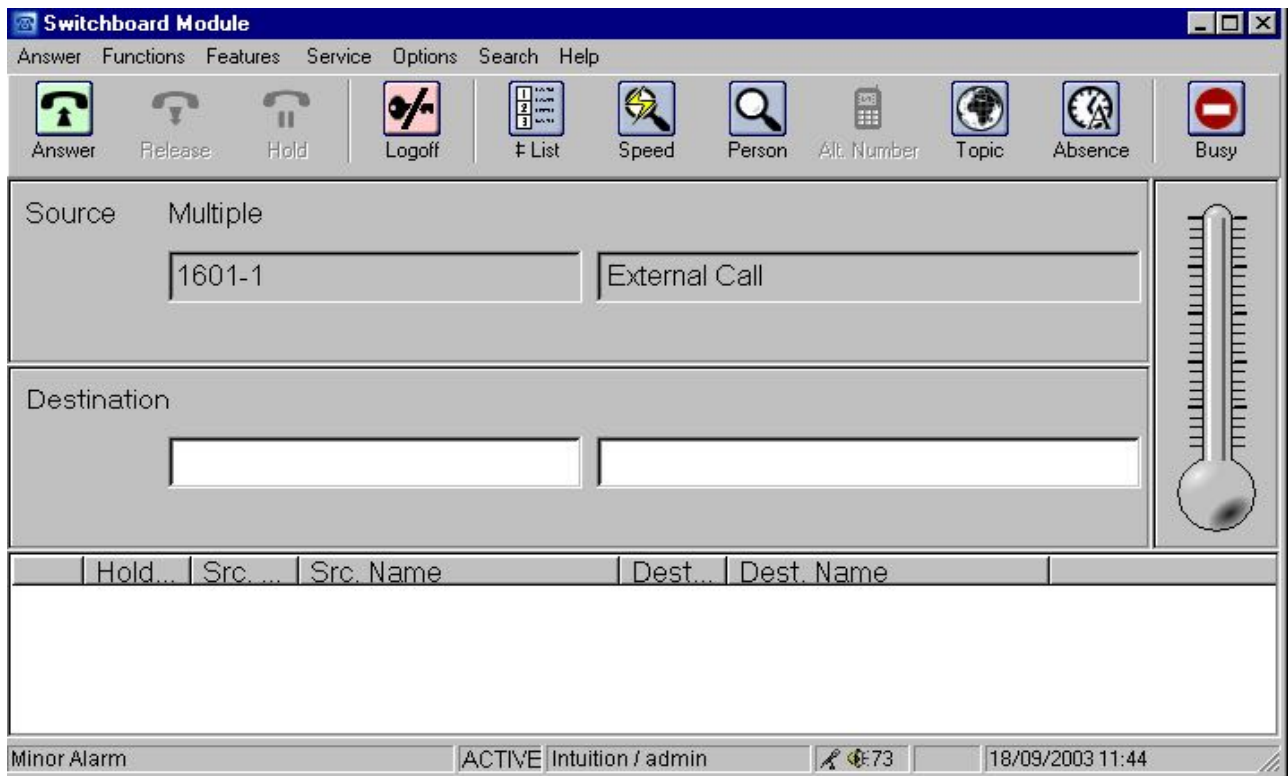 Switchboard Module
Answer Functions Features Service Options Search Help
Answer Release Hold Logoff # List Speed Person Alt. Number Topic Absence Busy
Source Multiple
1601-1 External Call
Destination
Hold... Src. ... Src. Name Dest... Dest. Name
Minor Alarm ACTIVE Intuition / admin 73 18/09/2003 11:44